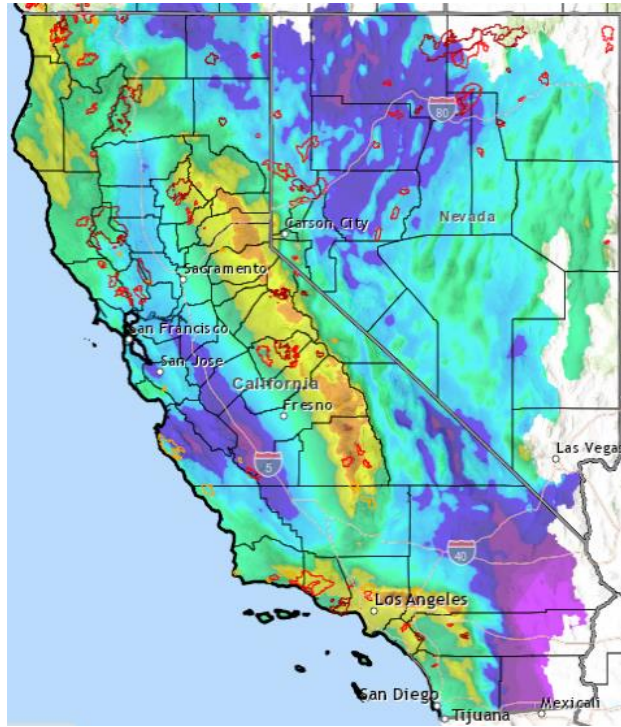 80
Carson City
Nevada
Sacramento
San Francisco
San Jose
California
Fresno
5
Las Vegas
40
Los Angeles
San Diego
Tijuana
Mexicali